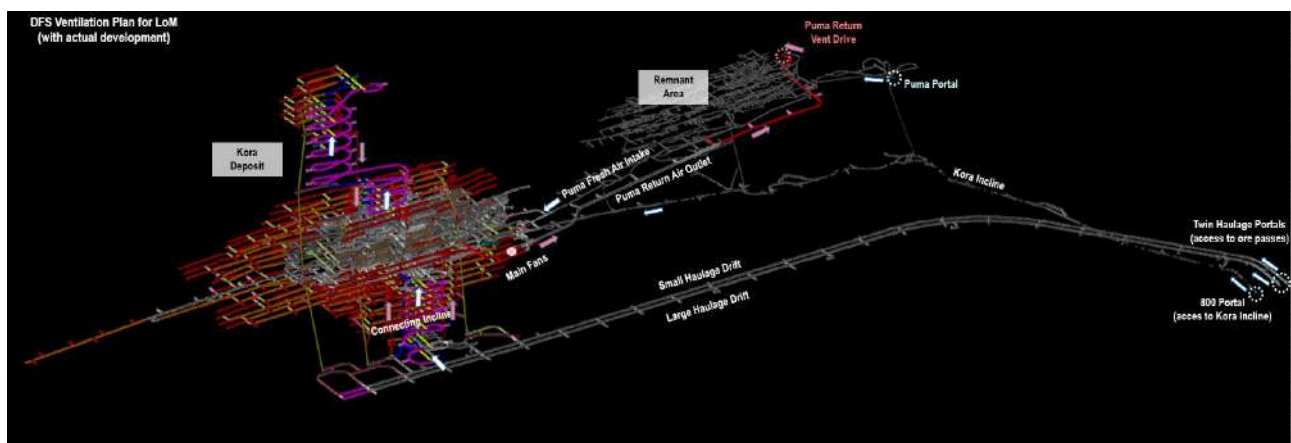 DFS Ventilation Plan for LoM
(with actual development)
Puma Return
Vent Drive
Remnant
Area
Puma Portal
Kora
Deposit
Puma Fresh Air Intake
Puma Return Air Outlet
Kora Incline
Twin Haulage Portals
(access to ore passes)
Main Fans
Small Haulage Drift
Large Haulage Drift
Connecting Incline
800 Portal
(acces to Kora Incline)